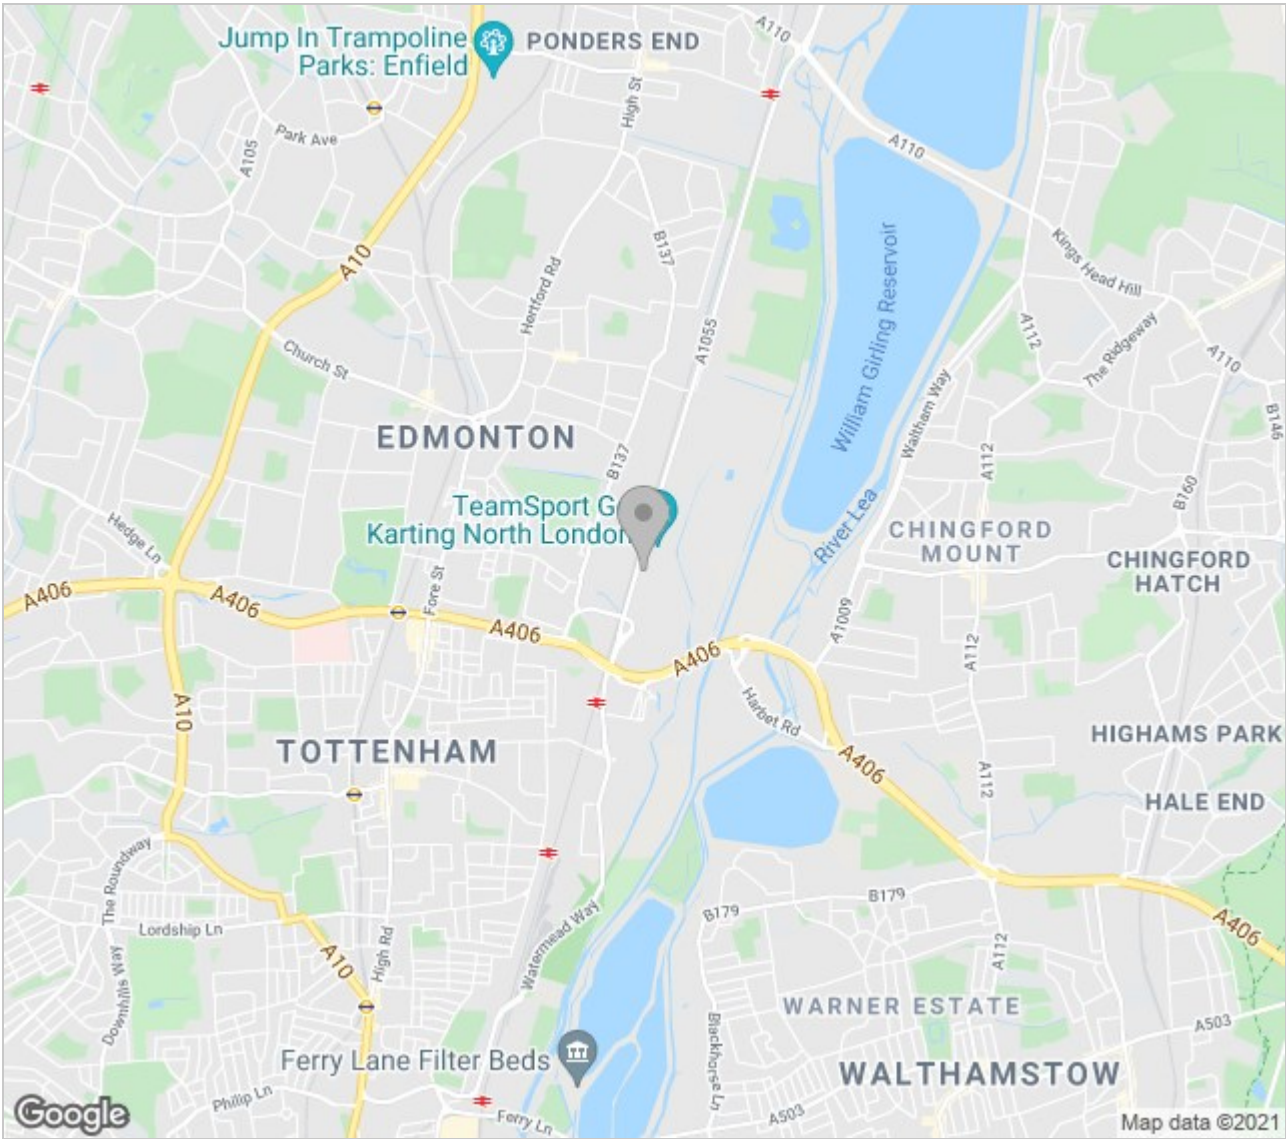 A110
Jump In Trampoline
Parks: Enfield
PONDERS END
High St
Park Ave
A105
A110
A10
B137
Hertford Rd
William Girling Reservoir
Kings Head Hill
A1055
A112
The Ridgeway
A110
Church St
Waltham Way
B146
EDMONTON
B137
A112
B160
TeamSport G
Karting North London
River Lea
CHINGFORD
MOUNT
Hedge Ln
CHINGFORD
HATCH
A406
A406
Fore St
A406
A1009
A406
A112
A10
Harbet Rd
HIGHAMS PARK
TOTTENHAM
A406
A112
HALE END
The Roundway
B179
B179
Lordship Ln
Watermead Way
A406
A10
High Rd
A112
Downhills Way
WARNER ESTATE
A503
Blackhorse Ln
Ferry Lane Filter Beds
WALTHAMSTOW
Philip Ln
Ferry Ln
A503
Google
Map data ©2021